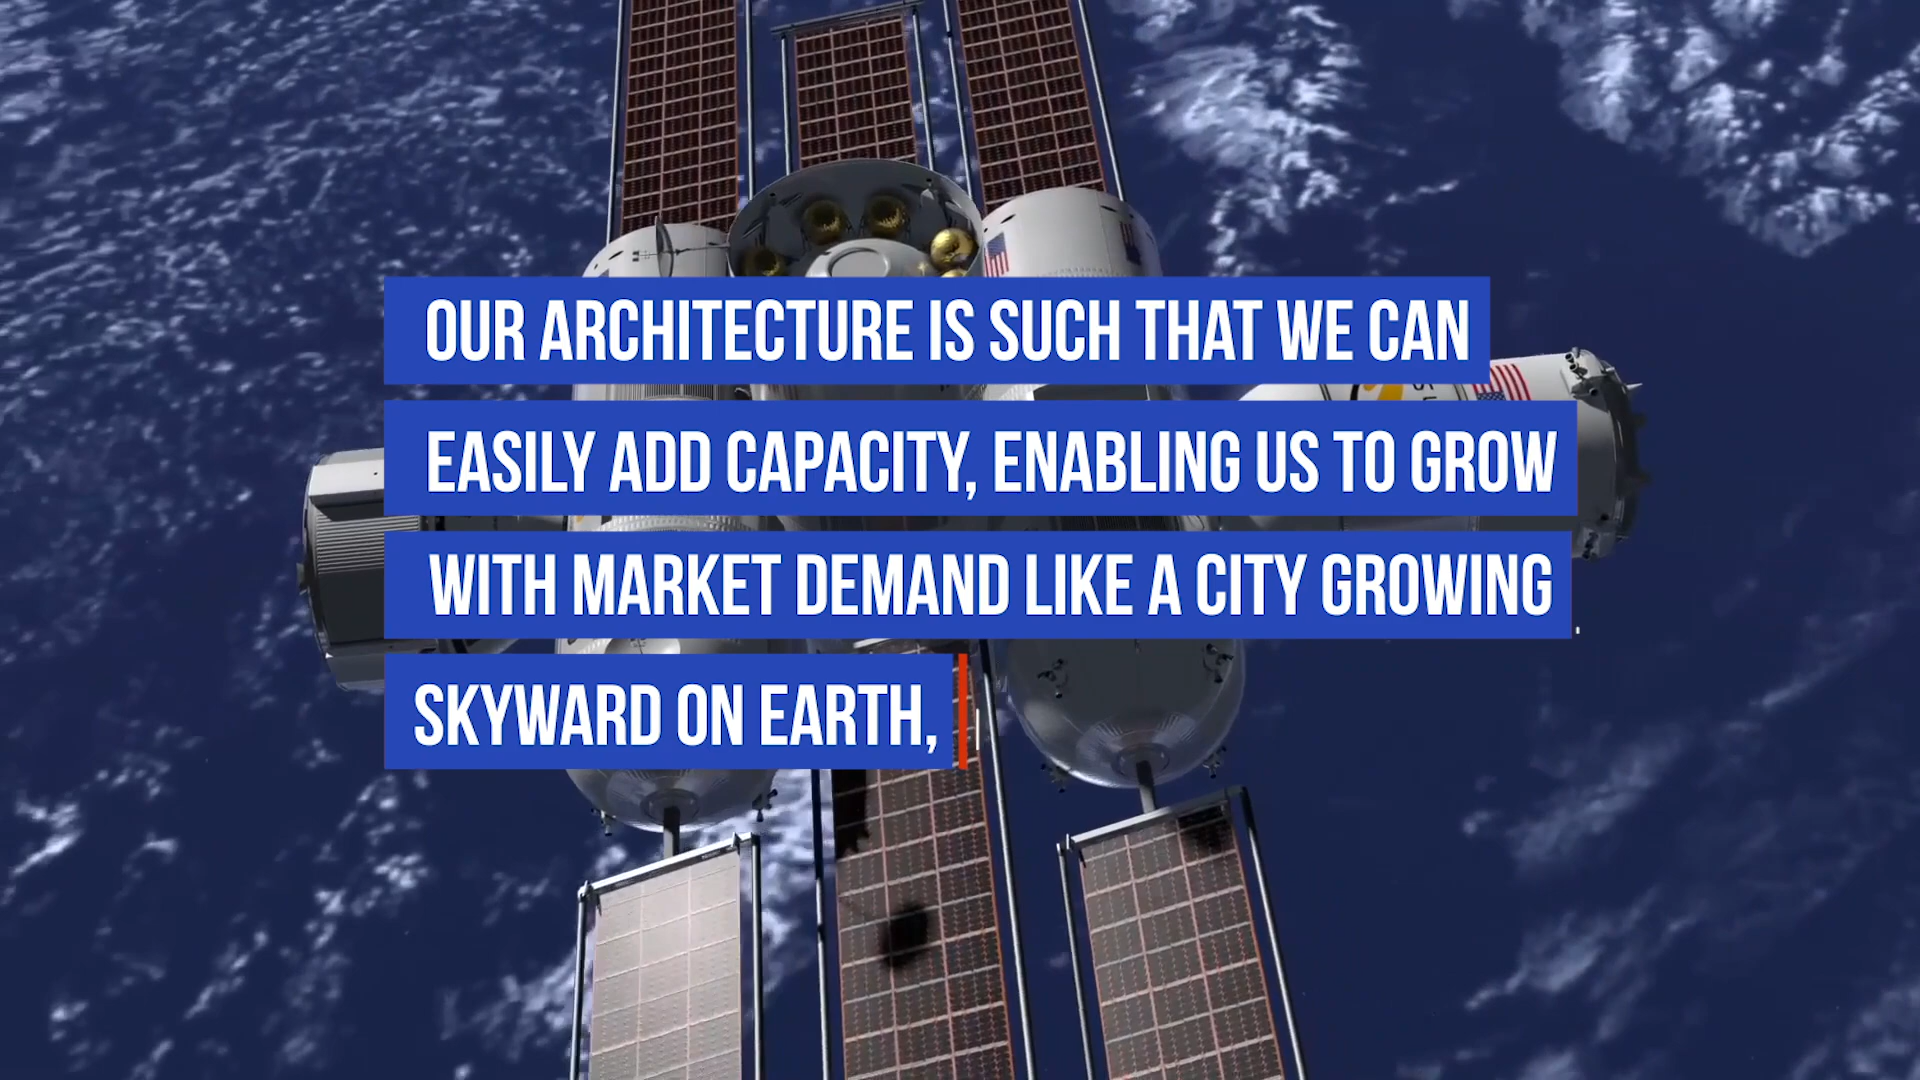 OUR ARCHITECTURE IS SUCH THAT WE CAN
EASILY ADD CAPACITY, ENABLING US TO GROW
WITH MARKET DEMAND LIKE A CITY GROWING
SKYWARD ON EARTH,